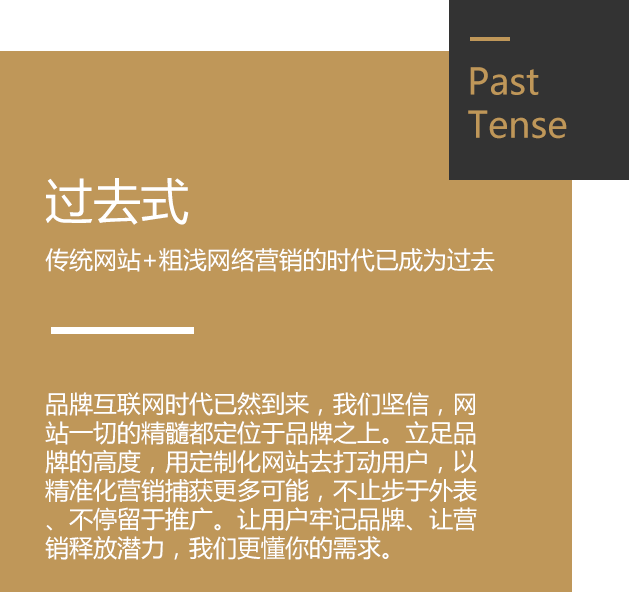 Past
Tense
过去式
传统网站+粗浅网络营销的时代已成为过去
品牌互联网时代已然到来，我们坚信，网
站一切的精髓都定位于品牌之上。立足品
牌的高度，用定制化网站去打动用户，以
精准化营销捕获更多可能，不止步于外表
、不停留于推广。让用户牢记品牌、让营
销释放潜力，我们更懂你的需求。